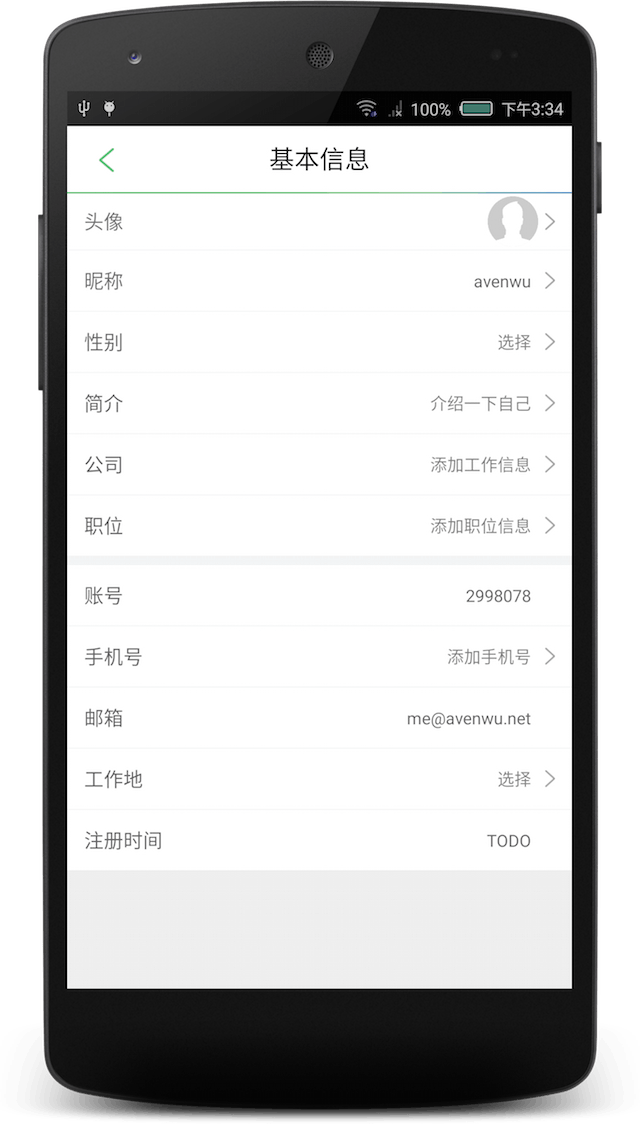 100% 下午3:34
基本信息
头像
昵称 avenwu
性别 选择
简介 介绍一下自己
公司 添加工作信息
职位 添加职位信息
账号 2998078
手机号 添加手机号
邮箱 me@avenwu.net
工作地 选择
注册时间 TODO